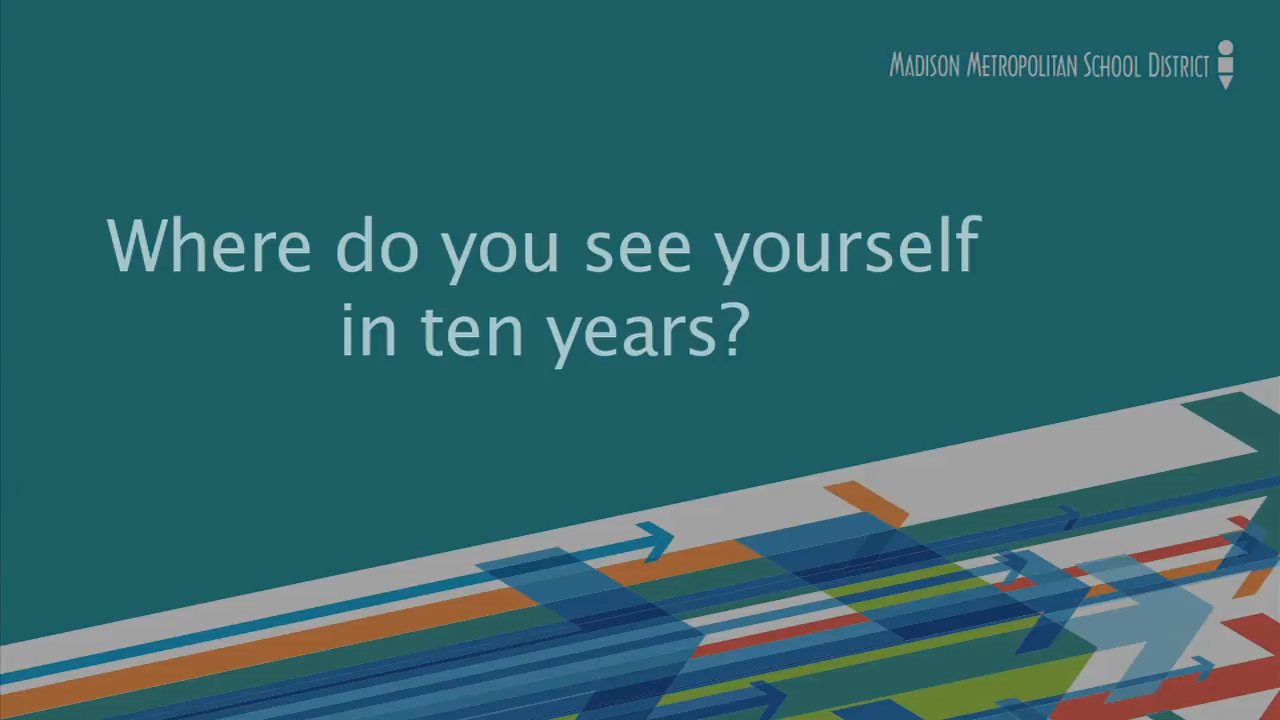 MADISON METROPOLITAN SCHOOL DISTRICT
Where do you see yourself
in ten years?